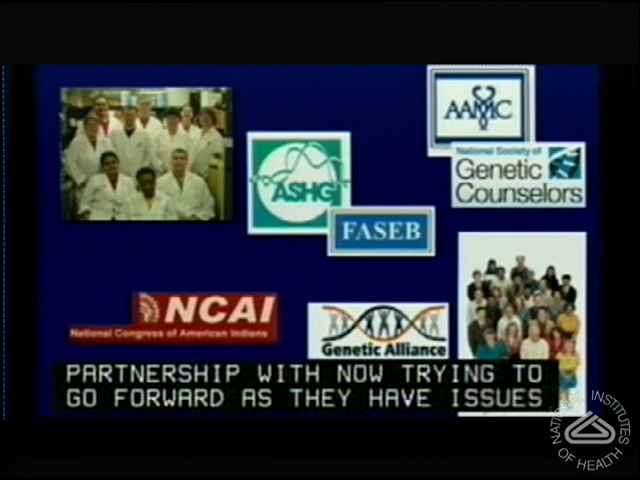 AAMC
National Society of
Genetic
Counselors
ASHG
FASEB
NCAI
National Congress of American Indians
Genetic Alliance
PARTNERSHIP WITH NOW TRYING TO
GO FORWARD AS THEY HAVE ISSUES
NATIONAL INSTITUTES
OF HEALTH